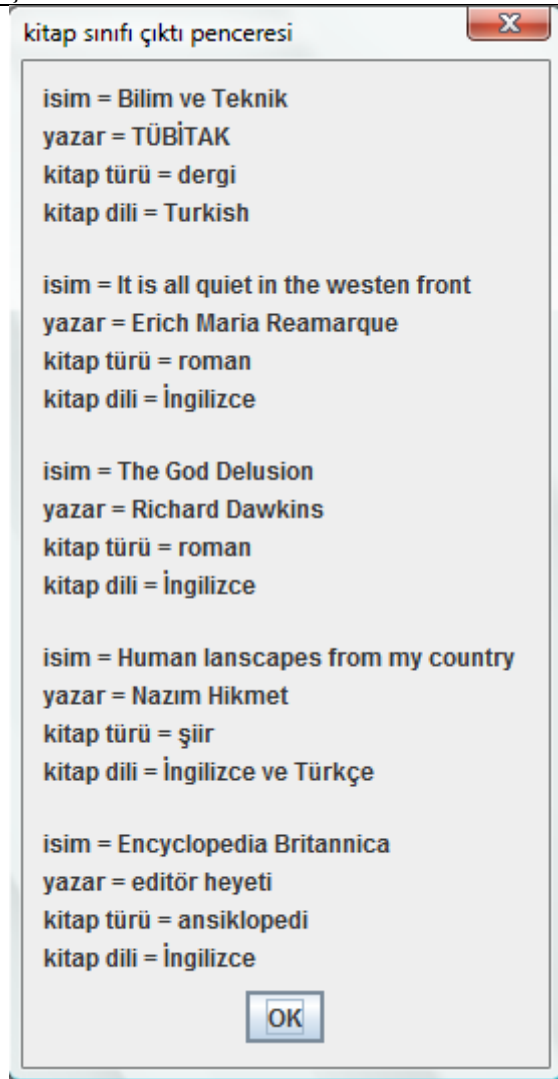 kitap sınıfı çıktı penceresi
isim = Bilim ve Teknik
yazar = TÜBİTAK
kitap türü = dergi
kitap dili = Turkish
isim = It is all quiet in the westen front
yazar = Erich Maria Reamarque
kitap türü = roman
kitap dili = İngilizce
isim = The God Delusion
yazar = Richard Dawkins
kitap türü = roman
kitap dili = İngilizce
isim = Human lanscapes from my country
yazar = Nazım Hikmet
kitap türü = şiir
kitap dili = İngilizce ve Türkçe
isim = Encyclopedia Britannica
yazar = editör heyeti
kitap türü = ansiklopedi
kitap dili = İngilizce
OK